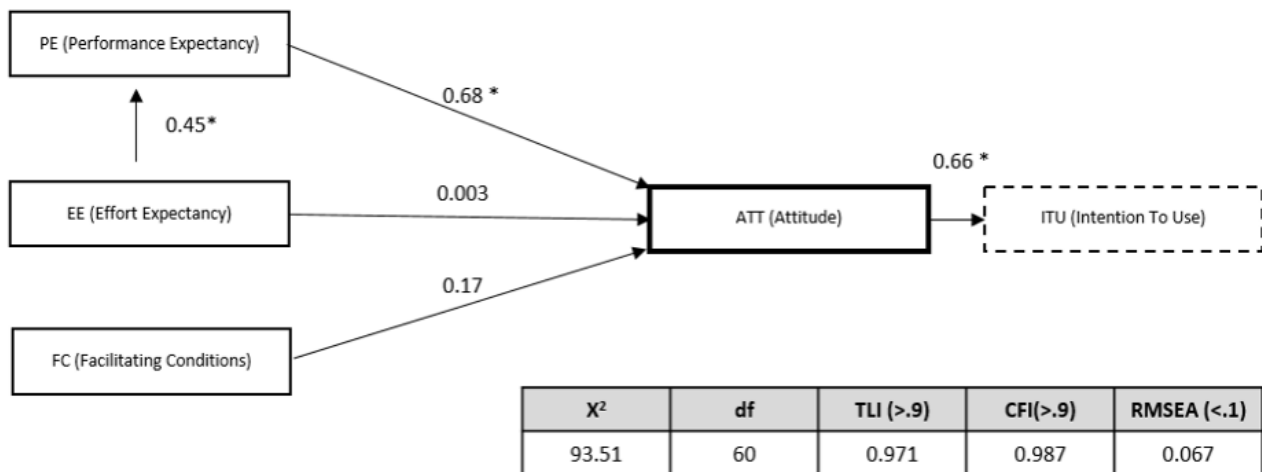 PE (Performance Expectancy)
0.68 *
0.45*
0.66 *
EE (Effort Expectancy)
0.003
ATT (Attitude)
ITU (Intention To Use)
0.17
FC (Facilitating Conditions)
X² df TLI (>.9) CFI(>.9) RMSEA (<.1)
93.51 60 0.971 0.987 0.067